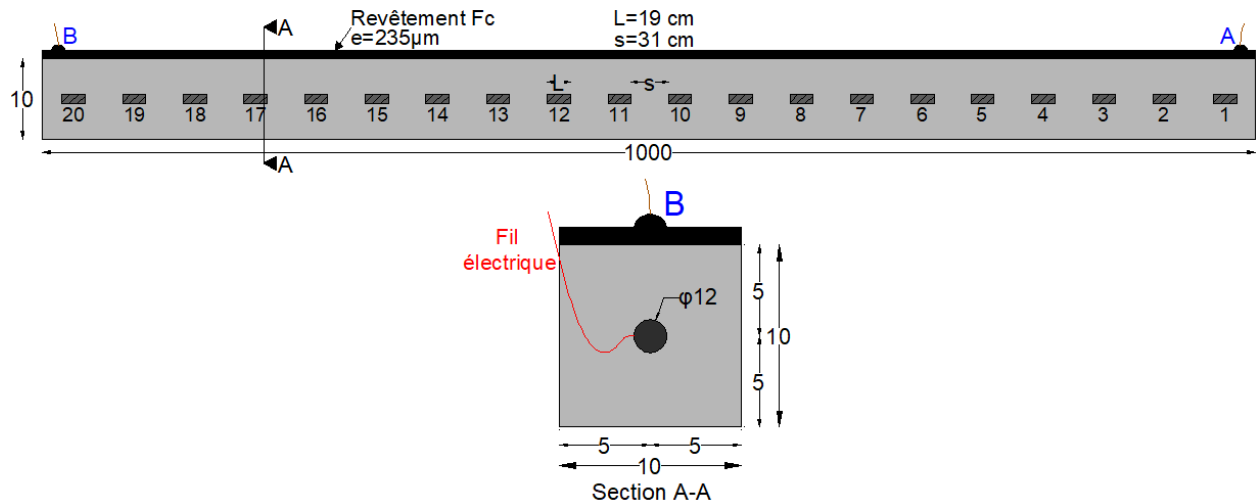 B
A
Revêtement Fc
e=235µm
L=19 cm
s=31 cm
A
10
L
s
20 19 18 17 16 15 14 13 12 11 10 9 8 7 6 5 4 3 2 1
A
1000
B
Fil
électrique
φ12
5
10
5
5 5
10
Section A-A